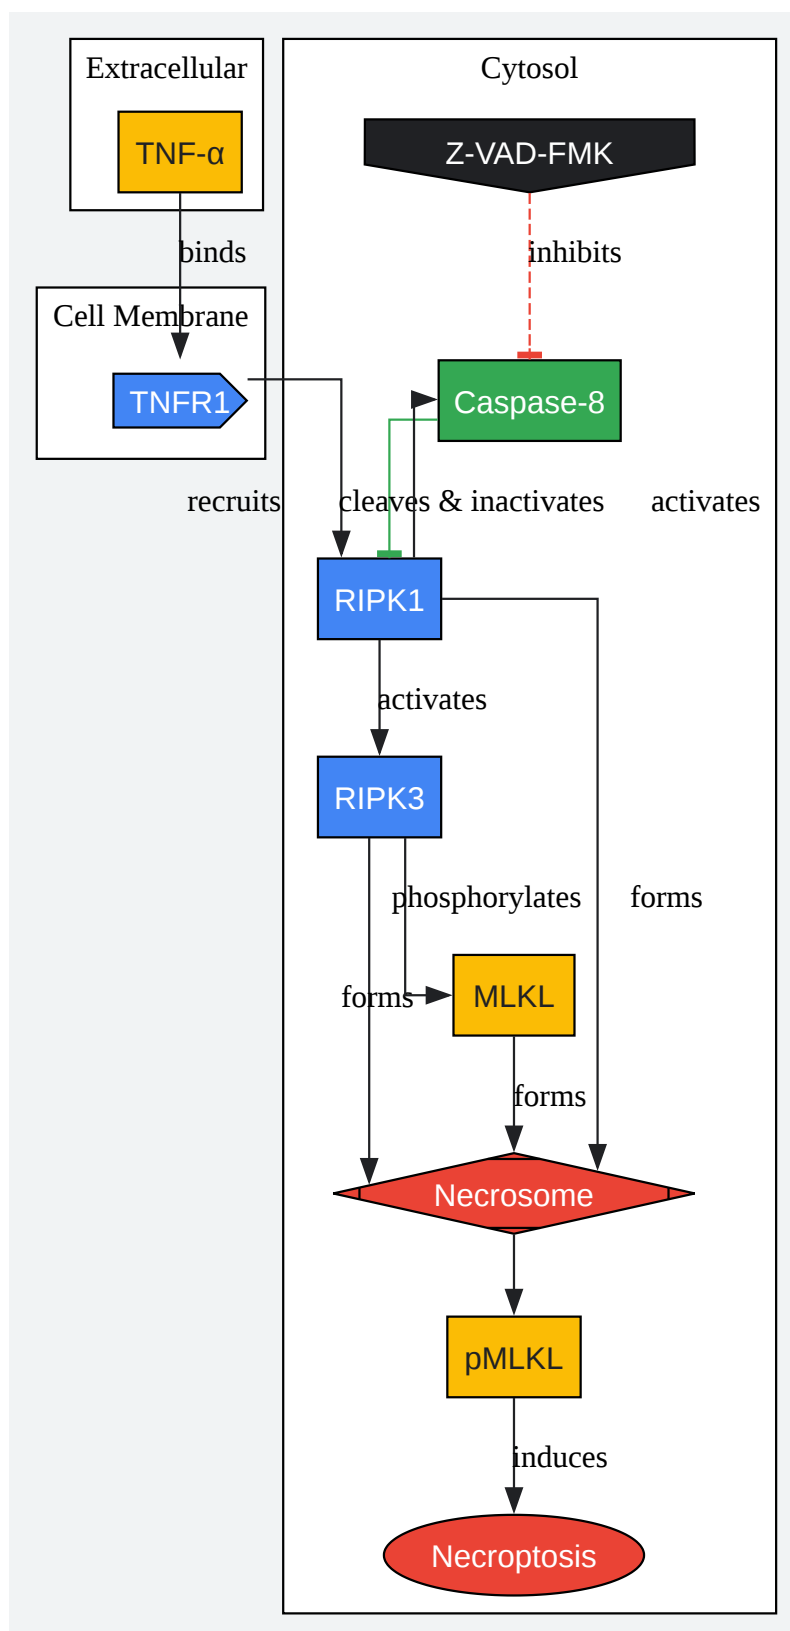 Extracellular
Cytosol
TNF-α
Z-VAD-FMK
binds
inhibits
Cell Membrane
TNFR1
Caspase-8
recruits
cleaves & inactivates
activates
RIPK1
activates
RIPK3
phosphorylates
forms
MLKL
forms
forms
Necrosome
pMLKL
induces
Necroptosis